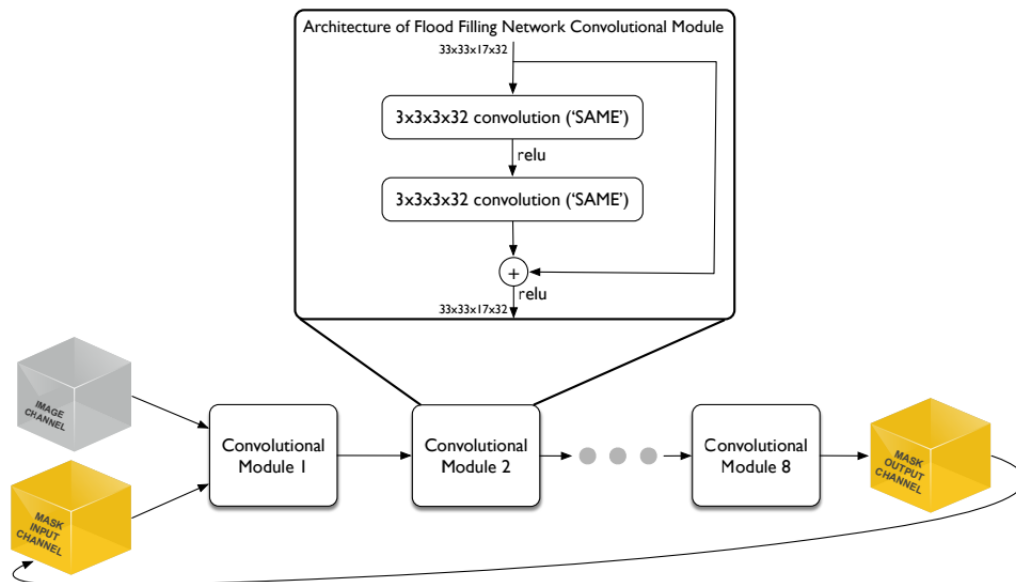 Architecture of Flood Filling Network Convolutional Module
33x33x17x32
3x3x3x32 convolution ('SAME')
relu
3x3x3x32 convolution ('SAME')
+
relu
33x33x17x32
IMAGE
CHANNEL
MASK
INPUT
CHANNEL
Convolutional
Module 1
Convolutional
Module 2
Convolutional
Module 8
MASK
OUTPUT
CHANNEL